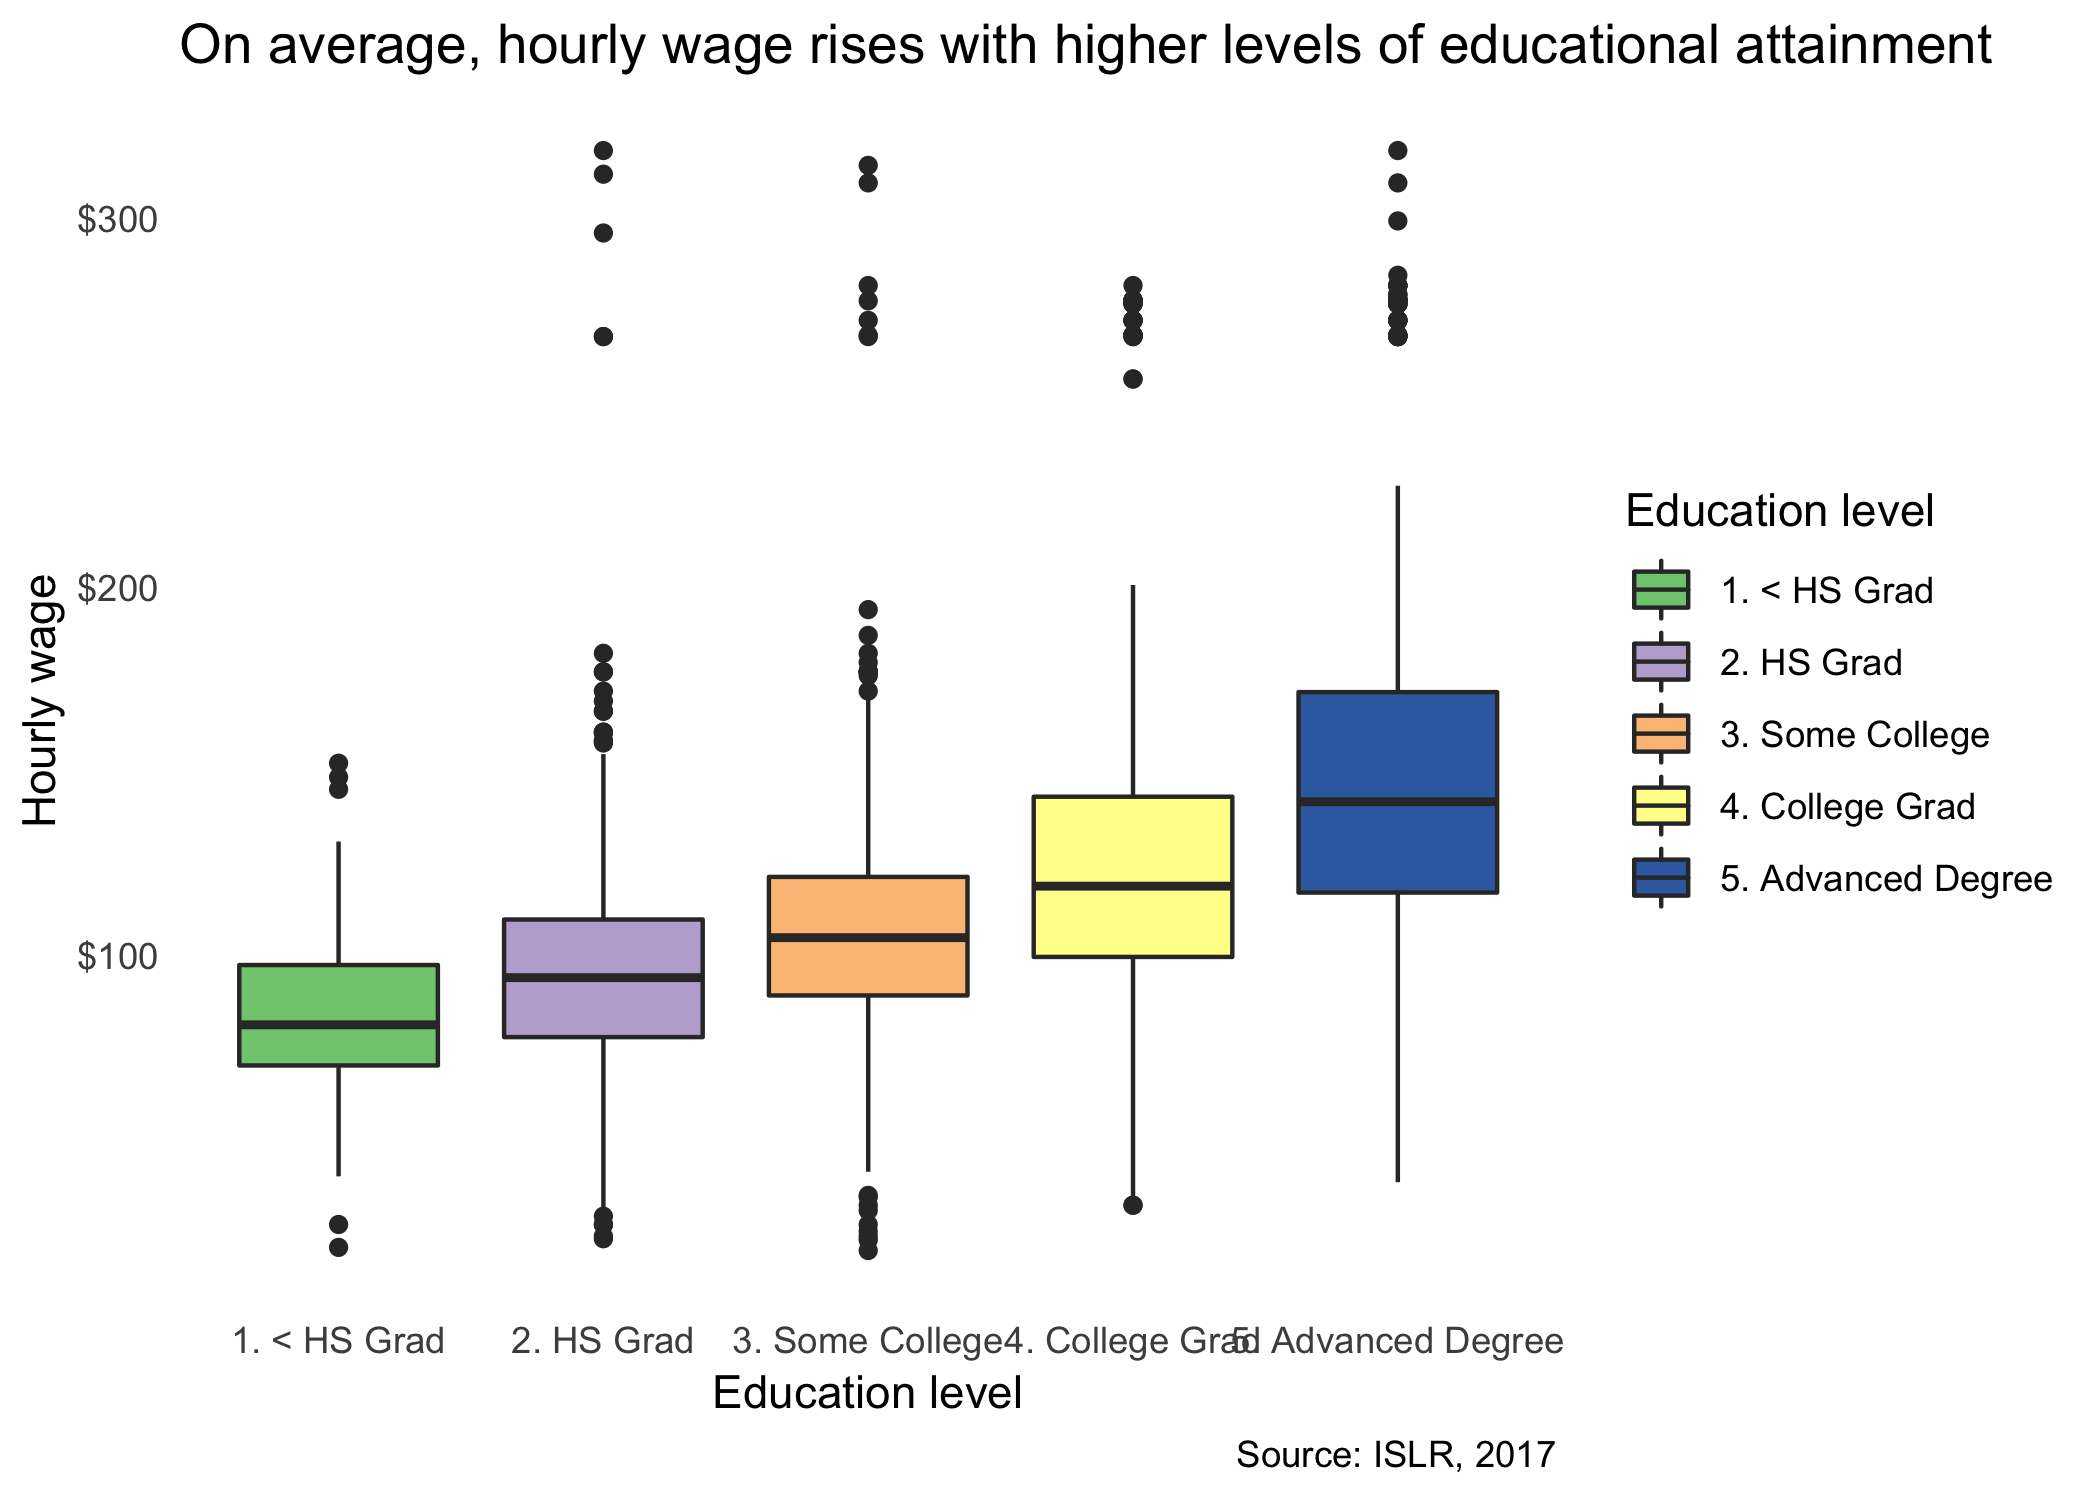 On average, hourly wage rises with higher levels of educational attainment
$300
$200
$100
Hourly wage
1. < HS Grad
2. HS Grad
3. Some College
4. College Grad
5. Advanced Degree
Education level
Source: ISLR, 2017
Education level
1. < HS Grad
2. HS Grad
3. Some College
4. College Grad
5. Advanced Degree